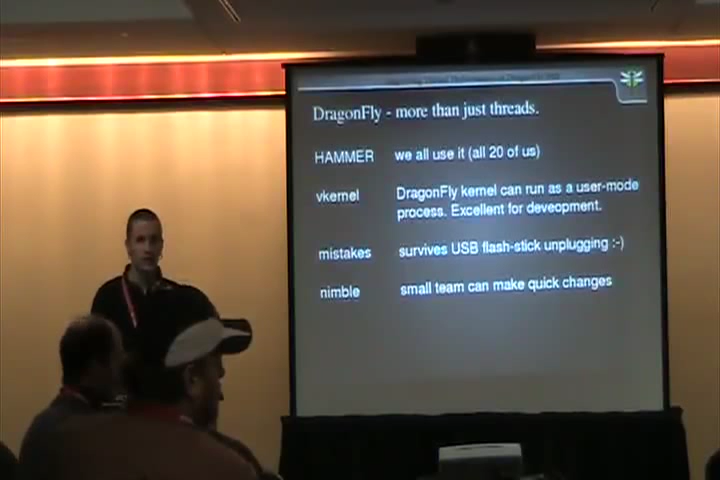 DragonFly - more than just threads.
HAMMER we all use it (all 20 of us)
vkernel DragonFly kernel can run as a user-mode
process. Excellent for deveopment.
mistakes survives USB flash-stick unplugging :-)
nimble small team can make quick changes